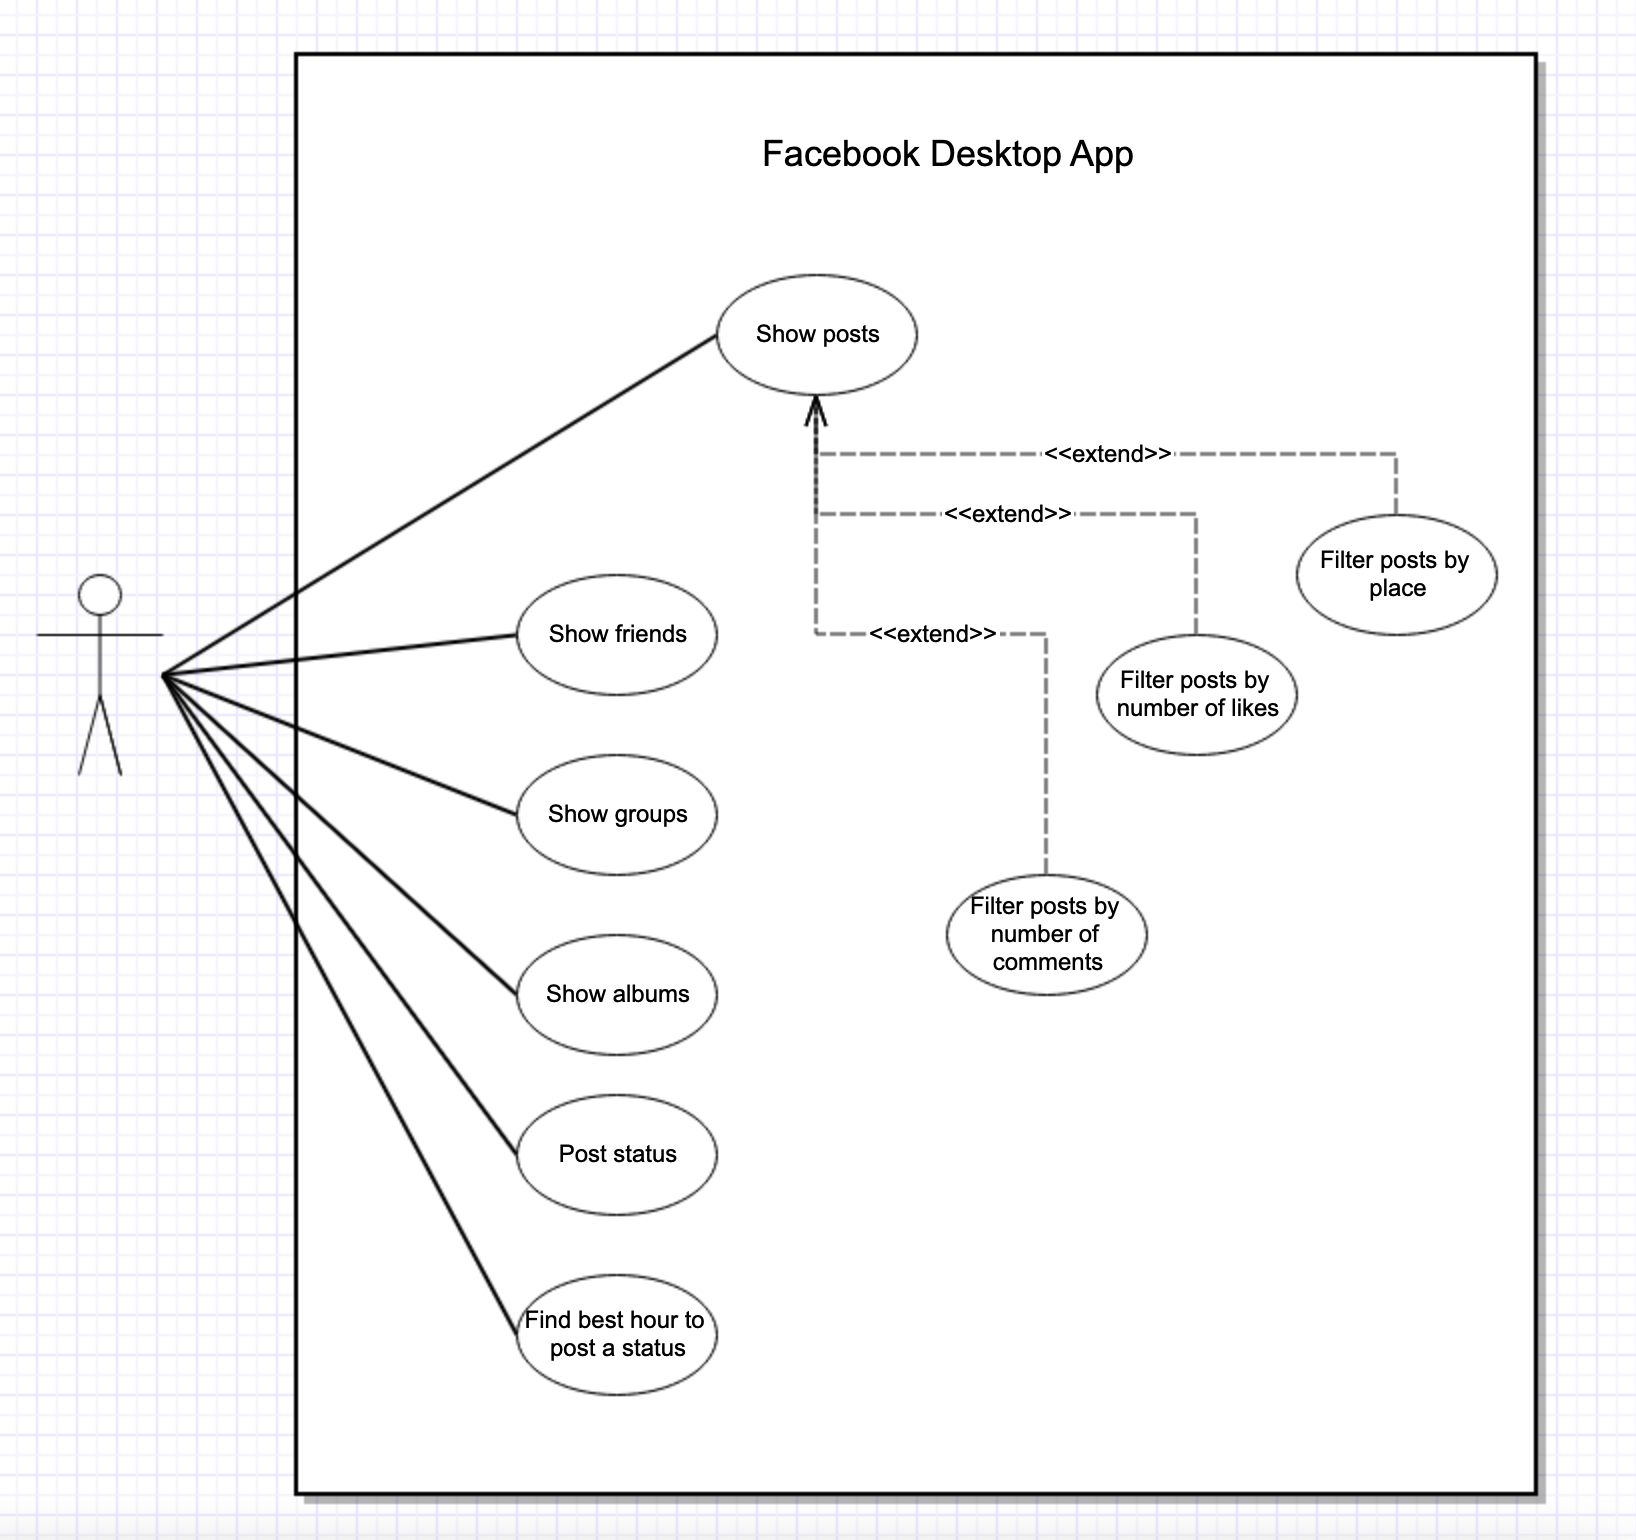 Facebook Desktop App
Show posts
<<extend>>
<<extend>>
Filter posts by
place
Show friends
<<extend>>
Filter posts by
number of likes
Show groups
Filter posts by
number of
comments
Show albums
Post status
Find best hour to
post a status